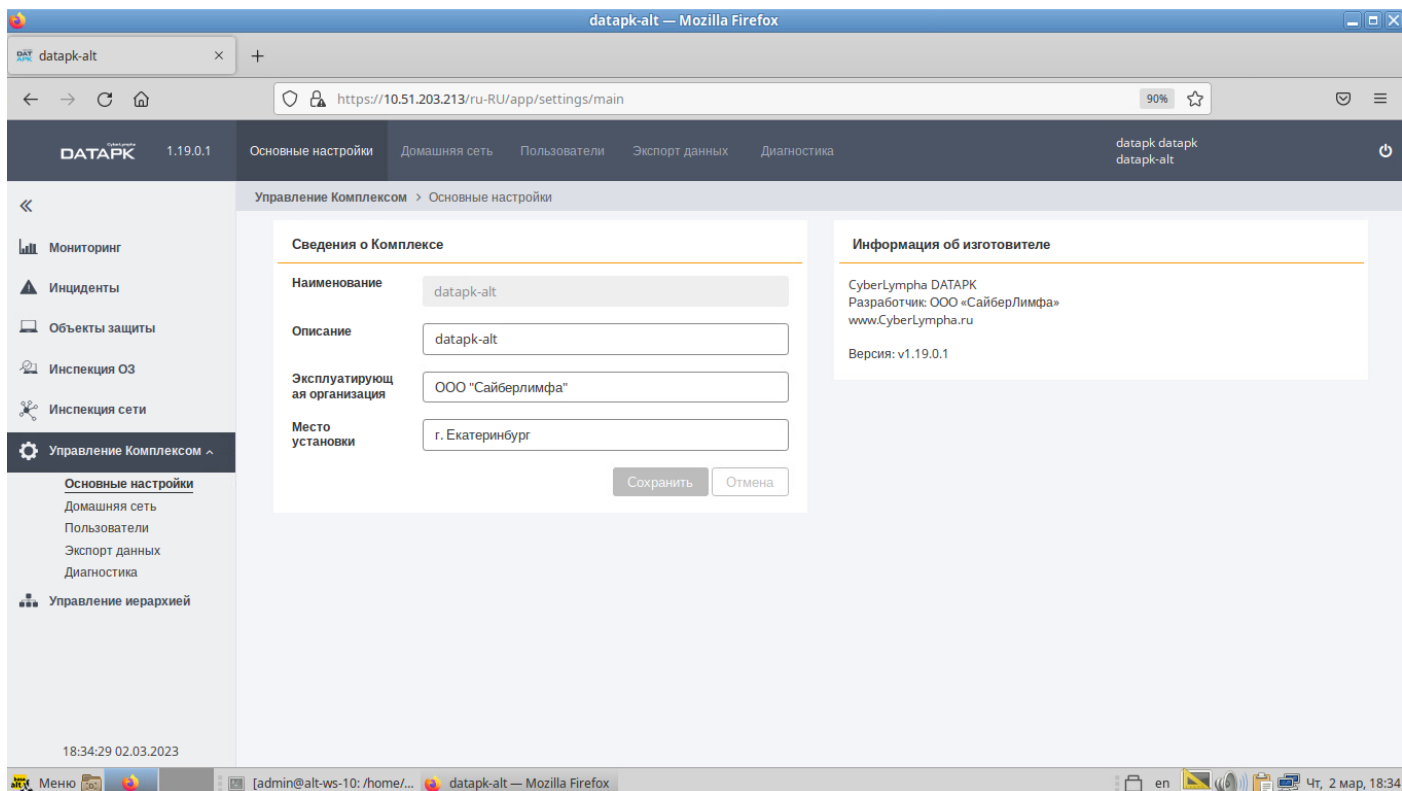 datapk-alt — Mozilla Firefox
datapk-alt
https://10.51.203.213/ru-RU/app/settings/main
90%
CyberLympha
DATAPK
1.19.0.1
Основные настройки
Домашняя сеть
Пользователи
Экспорт данных
Диагностика
datapk datapk
datapk-alt
Управление Комплексом > Основные настройки
Мониторинг
Инциденты
Объекты защиты
Инспекция ОЗ
Инспекция сети
Управление Комплексом
Основные настройки
Домашняя сеть
Пользователи
Экспорт данных
Диагностика
Управление иерархией
18:34:29 02.03.2023
Сведения о Комплексе
Наименование
datapk-alt
Описание
datapk-alt
Эксплуатирующ
ая организация
ООО "Сайберлимфа"
Место
установки
г. Екатеринбург
Сохранить
Отмена
Информация об изготовителе
CyberLympha DATAPK
Разработчик: ООО «СайберЛимфа»
www.CyberLympha.ru
Версия: v1.19.0.1
Меню
[admin@alt-ws-10: /home/...
datapk-alt — Mozilla Firefox
en
Чт, 2 мар, 18:34